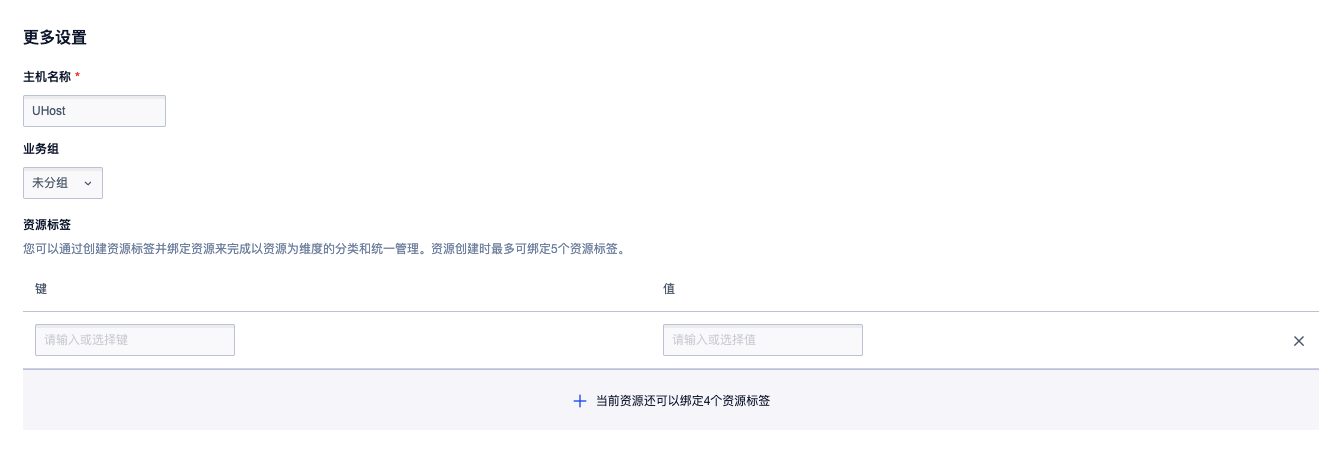 更多设置
主机名称 *
UHost
业务组
未分组
资源标签
您可以通过创建资源标签并绑定资源来完成以资源为维度的分类和统一管理。资源创建时最多可绑定5个资源标签。
键 值
请输入或选择键 请输入或选择值
当前资源还可以绑定4个资源标签